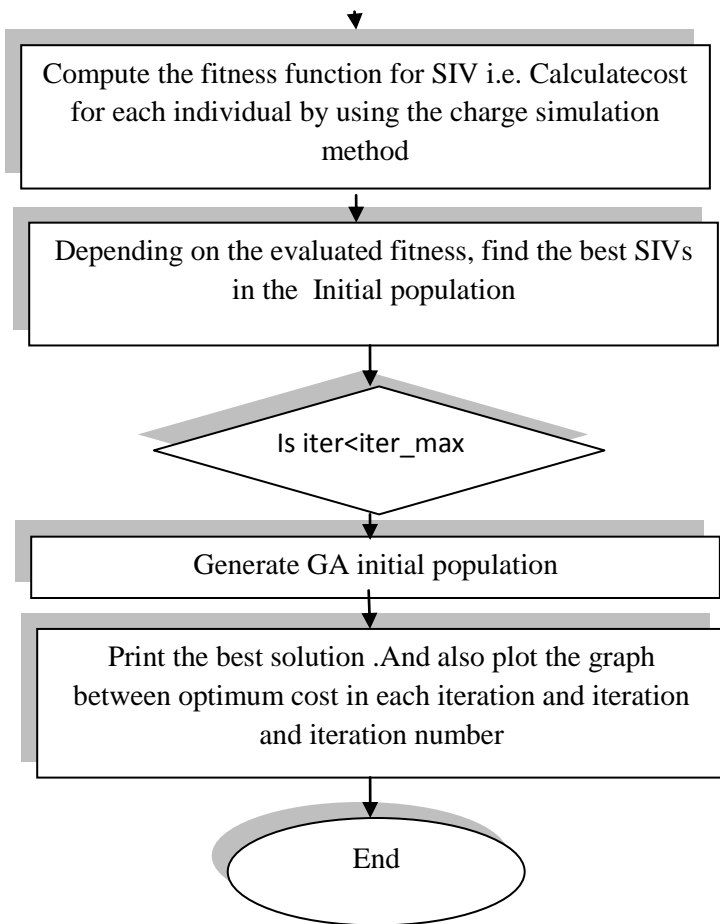 Compute the fitness function for SIV i.e. Calculatecost
for each individual by using the charge simulation
method
Depending on the evaluated fitness, find the best SIVs
in the Initial population
Is iter<iter_max
Generate GA initial population
Print the best solution .And also plot the graph
between optimum cost in each iteration and iteration
and iteration number
End